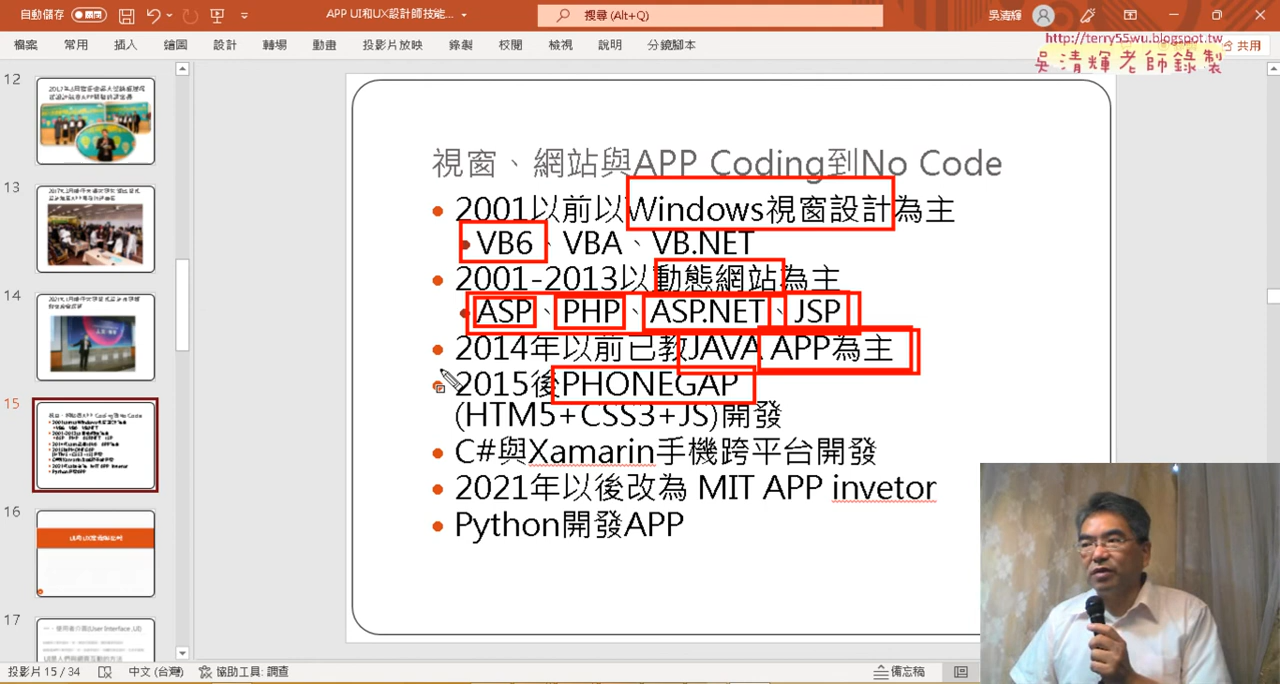 自動儲存 關閉
APP UI和UX設計師技能...
搜尋 (Alt+Q)
吳清輝
檔案 常用 插入 繪圖 設計 轉場 動畫 投影片放映 錄製 校閱 檢視 說明 分鏡腳本
共用
http://terry55wu.blogspot.tw
吳清輝老師錄製
12
13
14
15
16
17
視窗、網站與APP Coding到No Code
2001以前以Windows視窗設計為主
VB6、VBA、VB.NET
2001-2013以動態網站為主
ASP、PHP、ASP.NET、JSP
2014年以前已教JAVA APP為主
2015後PHONEGAP
(HTM5+CSS3+JS)開發
C#與Xamarin手機跨平台開發
2021年以後改為 MIT APP invetor
Python開發APP
投影片 15 / 34
中文 (台灣)
協助工具: 調查
備忘稿